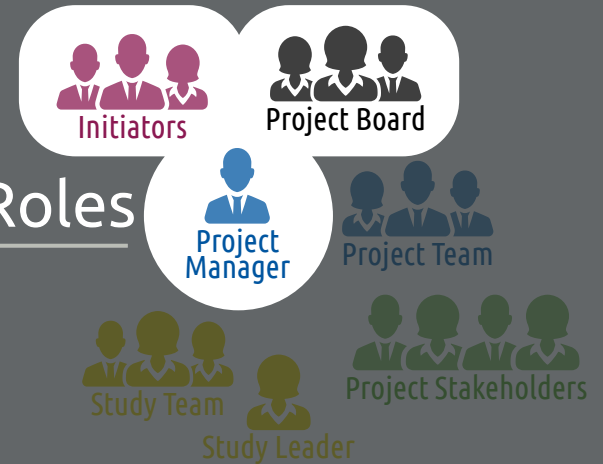 Initiators
Project Board
Roles
Project
Manager
Project Team
Project Stakeholders
Study Team
Study Leader